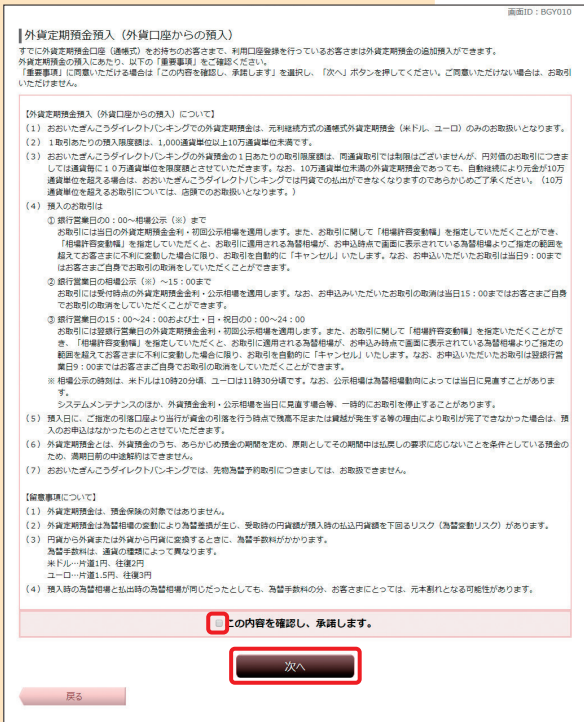 画面ID：BGY010
外貨定期預金預入（外貨口座からの預入）
すでに外貨定期預金口座（通帳式）をお持ちのお客さまで、利用口座登録を行っているお客さまは外貨定期預金の追加預入ができます。
外貨定期預金の預入にあたり、以下の「重要事項」をご確認ください。
「重要事項」に同意いただける場合は「この内容を確認し、承諾します」を選択し、「次へ」ボタンを押してください。ご同意いただけない場合は、お取引
いただけません。
【外貨定期預金預入（外貨口座からの預入）について】
（１） おおいたぎんこうダイレクトバンキングでの外貨定期預金は、元利継続方式の通帳式外貨定期預金（米ドル、ユーロ）のみのお取扱いとなります。
（２） １取引あたりの預入限度額は、1,000通貨単位以上10万通貨単位未満です。
（３） おおいたぎんこうダイレクトバンキングの外貨預金の１日あたりの取引限度額は、同通貨取引では制限はございませんが、円対価のお取引につきま
しては通貨毎に１０万通貨単位を限度額とさせていただきます。なお、10万通貨単位未満の外貨定期預金であっても、自動継続により元金が10万
通貨単位を超える場合は、おおいたぎんこうダイレクトバンキングでは円貨での払出ができなくなりますのであらかじめご了承ください。（10万
通貨単位を超えるお取引については、店頭でのお取扱いとなります。）
（４） 預入のお取引は
① 銀行営業日の0：00～相場公示（※）まで
お取引には当日の外貨定期預金金利・初回公示相場を適用します。また、お取引に関して「相場許容変動幅」を指定していただくことができ、
「相場許容変動幅」を指定していただくと、お取引に適用される為替相場が、お申込時点で画面に表示されている為替相場よりご指定の範囲を
超えてお客さまに不利に変動した場合に限り、お取引を自動的に「キャンセル」いたします。なお、お申込いただいたお取引は当日9：00まで
はお客さまご自身でお取引の取消をしていただくことができます。
② 銀行営業日の相場公示（※）～15：00まで
お取引には受付時点の外貨定期預金金利・公示相場を適用します。なお、お申込みいただいたお取引の取消は当日15：00まではお客さまご自身
でお取引の取消をしていただくことができます。
③ 銀行営業日の15：00～24：00および土・日・祝日の0：00～24：00
お取引には翌銀行営業日の外貨定期預金金利・初回公示相場を適用します。また、お取引に関して「相場許容変動幅」を指定いただくことがで
き、「相場許容変動幅」を指定していただくと、お取引に適用される為替相場が、お申込み時点で画面に表示されている為替相場よりご指定の
範囲を超えてお客さまに不利に変動した場合に限り、お取引を自動的に「キャンセル」いたします。なお、お申込いただいたお取引は翌銀行営
業日9：00まではお客さまご自身でお取引の取消をしていただくことができます。
※ 相場公示の時刻は、米ドルは10時20分頃、ユーロは11時30分頃です。なお、公示相場は為替相場動向によっては当日に見直すことがありま
す。
システムメンテナンスのほか、外貨預金金利・公示相場を当日に見直す場合等、一時的にお取引を停止することがあります。
（５） 預入日に、ご指定の引落口座より当行が資金の引落を行う時点で残高不足または貸越が発生する等の理由により取引が完了できなかった場合は、預
入のお申込はなかったものとさせていただきます。
（６） 外貨定期預金とは、外貨預金のうち、あらかじめ預金の期間を定め、原則としてその期間中は払戻しの要求に応じないことを条件としている預金の
ため、満期日前の中途解約はできません。
（７） おおいたぎんこうダイレクトバンキングでは、先物為替予約取引につきましては、お取扱できません。
【留意事項について】
（１） 外貨定期預金は、預金保険の対象ではありません。
（２） 外貨定期預金は為替相場の変動により為替差損が生じ、受取時の円貨額が預入時の払込円貨額を下回るリスク（為替変動リスク）があります。
（３） 円貨から外貨または外貨から円貨に変換するときに、為替手数料がかかります。
為替手数料は、通貨の種類によって異なります。
米ドル…片道1円、往復2円
ユーロ…片道1.5円、往復3円
（４） 預入時の為替相場と払出時の為替相場が同じだったとしても、為替手数料の分、お客さまにとっては、元本割れとなる可能性があります。
この内容を確認し、承諾します。
次へ
戻る